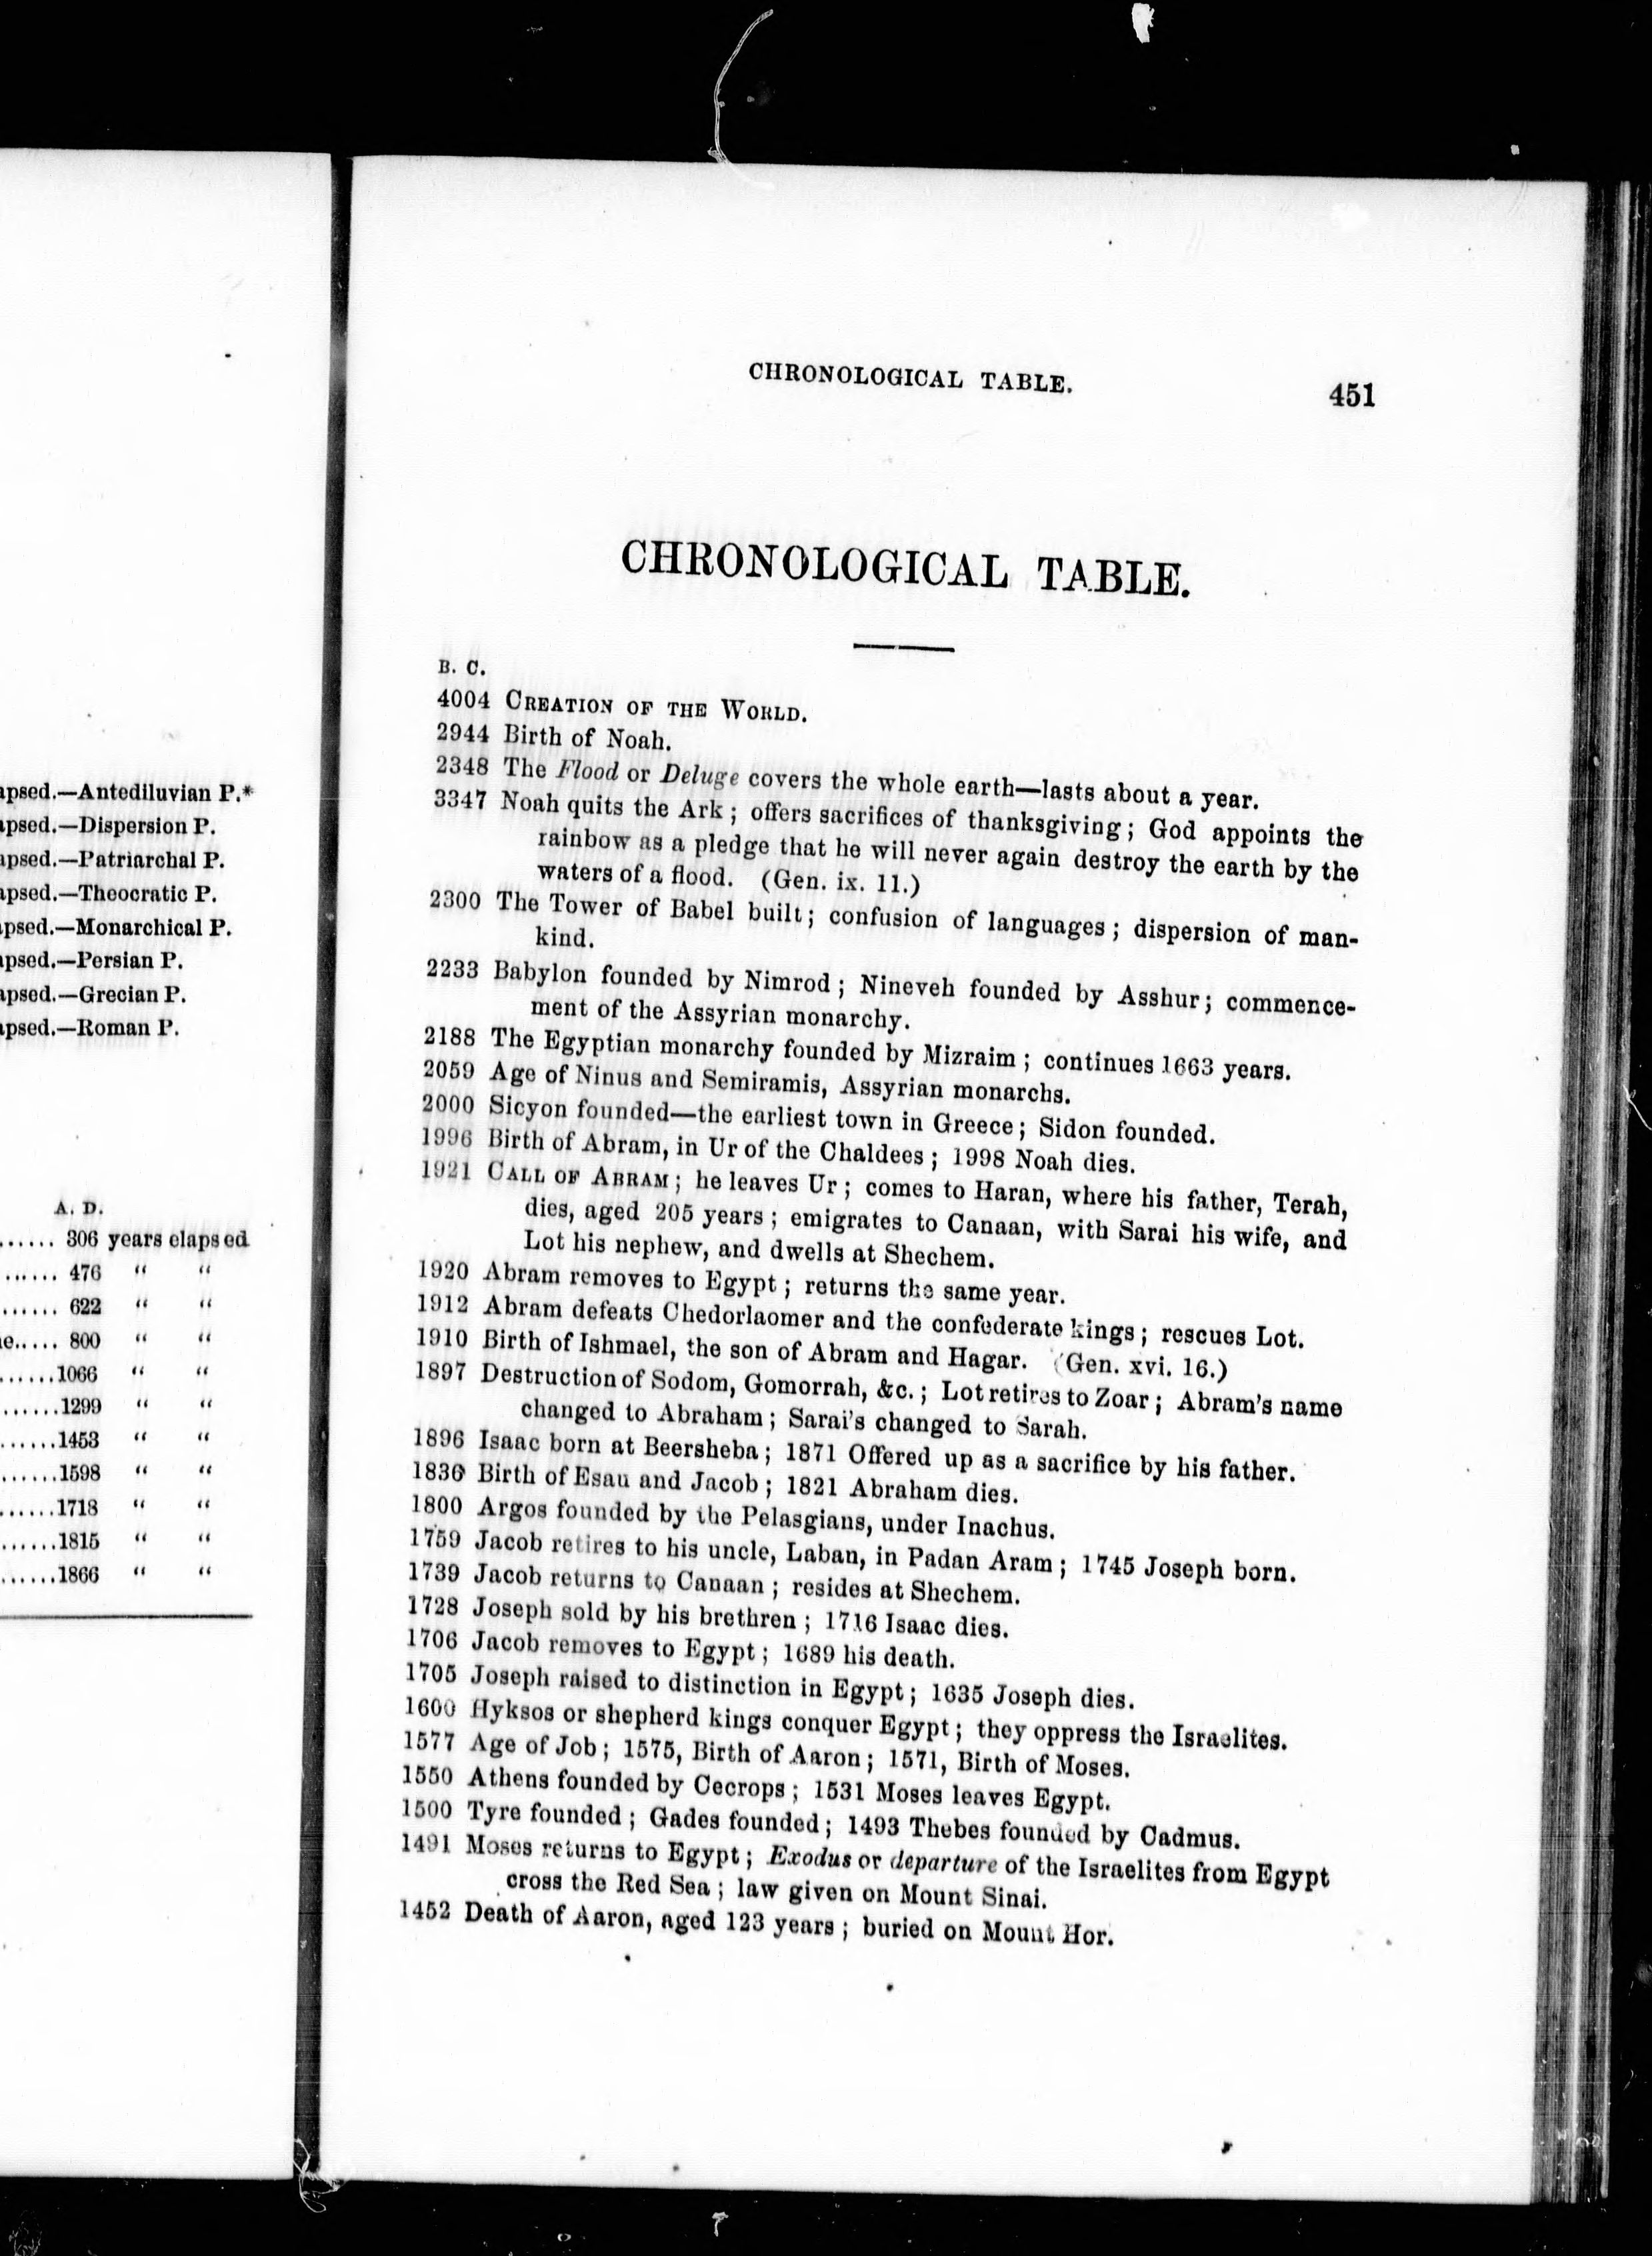 apsed.—Antediluvian P.*
apsed.—Dispersion P.
apsed.—Patriarchal P.
apsed.—Theocratic P.
apsed.—Monarchical P.
apsed.—Persian P.
apsed.—Grecian P.
apsed.—Roman P.
A. D.
...... 306 years elapsed
...... 476 “ “
...... 622 “ “
e..... 800 “ “
......1066 “ “
......1299 “ “
......1453 “ “
......1598 “ “
......1718 “ “
......1815 “ “
......1866 “ “
CHRONOLOGICAL TABLE. 451
CHRONOLOGICAL TABLE.
B. C.
4004 CREATION OF THE WORLD.
2944 Birth of Noah.
2348 The Flood or Deluge covers the whole earth—lasts about a year.
3347 Noah quits the Ark; offers sacrifices of thanksgiving; God appoints the
rainbow as a pledge that he will never again destroy the earth by the
waters of a flood. (Gen. ix. 11.)
2300 The Tower of Babel built; confusion of languages; dispersion of man-
kind.
2233 Babylon founded by Nimrod; Nineveh founded by Asshur; commence-
ment of the Assyrian monarchy.
2188 The Egyptian monarchy founded by Mizraim; continues 1663 years.
2059 Age of Ninus and Semiramis, Assyrian monarchs.
2000 Sicyon founded—the earliest town in Greece; Sidon founded.
1996 Birth of Abram, in Ur of the Chaldees; 1998 Noah dies.
1921 CALL OF ABRAM; he leaves Ur; comes to Haran, where his father, Terah,
dies, aged 205 years; emigrates to Canaan, with Sarai his wife, and
Lot his nephew, and dwells at Shechem.
1920 Abram removes to Egypt; returns the same year.
1912 Abram defeats Chedorlaomer and the confederate kings; rescues Lot.
1910 Birth of Ishmael, the son of Abram and Hagar. (Gen. xvi. 16.)
1897 Destruction of Sodom, Gomorrah, &c.; Lot retires to Zoar; Abram's name
changed to Abraham; Sarai's changed to Sarah.
1896 Isaac born at Beersheba; 1871 Offered up as a sacrifice by his father.
1836 Birth of Esau and Jacob; 1821 Abraham dies.
1800 Argos founded by the Pelasgians, under Inachus.
1759 Jacob retires to his uncle, Laban, in Padan Aram; 1745 Joseph born.
1739 Jacob returns to Canaan; resides at Shechem.
1728 Joseph sold by his brethren; 1716 Isaac dies.
1706 Jacob removes to Egypt; 1689 his death.
1705 Joseph raised to distinction in Egypt; 1635 Joseph dies.
1600 Hyksos or shepherd kings conquer Egypt; they oppress the Israelites.
1577 Age of Job; 1575, Birth of Aaron; 1571, Birth of Moses.
1550 Athens founded by Cecrops; 1531 Moses leaves Egypt.
1500 Tyre founded; Gades founded; 1493 Thebes founded by Cadmus.
1491 Moses returns to Egypt; Exodus or departure of the Israelites from Egypt
cross the Red Sea; law given on Mount Sinai.
1452 Death of Aaron, aged 123 years; buried on Mount Hor.